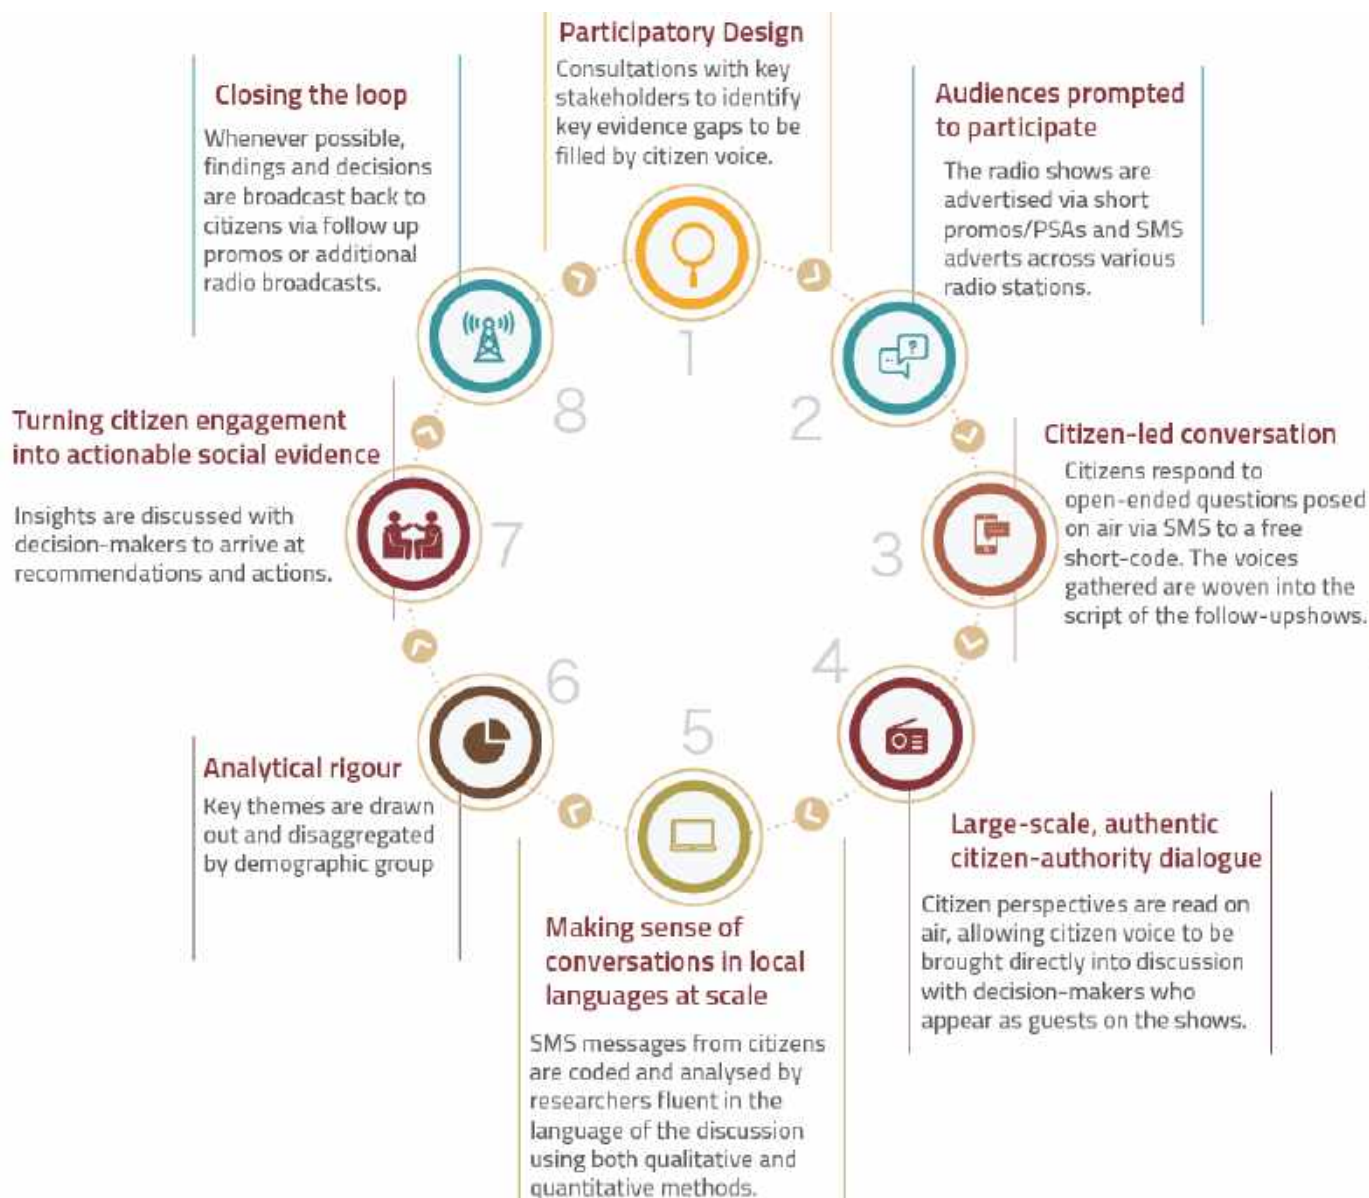 Participatory Design
Consultations with key
stakeholders to identify
key evidence gaps to be
filled by citizen voice.
1
Audiences prompted
to participate
The radio shows are
advertised via short
promos/PSAs and SMS
adverts across various
radio stations.
2
Citizen-led conversation
Citizens respond to
open-ended questions posed
on air via SMS to a free
short-code. The voices
gathered are woven into the
script of the follow-upshows.
3
Large-scale, authentic
citizen-authority dialogue
Citizen perspectives are read on
air, allowing citizen voice to be
brought directly into discussion
with decision-makers who
appear as guests on the shows.
4
Making sense of
conversations in local
languages at scale
SMS messages from citizens
are coded and analysed by
researchers fluent in the
language of the discussion
using both qualitative and
quantitative methods.
5
Analytical rigour
Key themes are drawn
out and disaggregated
by demographic group
6
Turning citizen engagement
into actionable social evidence
Insights are discussed with
decision-makers to arrive at
recommendations and actions.
7
Closing the loop
Whenever possible,
findings and decisions
are broadcast back to
citizens via follow up
promos or additional
radio broadcasts.
8
?